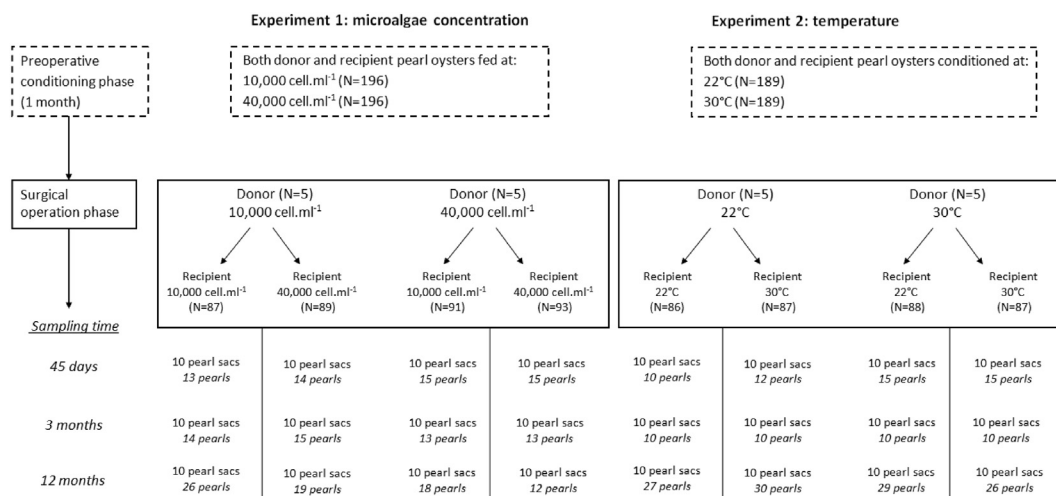 Experiment 1: microalgae concentration
Experiment 2: temperature
Preoperative
conditioning phase
(1 month)
Both donor and recipient pearl oysters fed at:
10,000 cell.ml⁻¹ (N=196)
40,000 cell.ml⁻¹ (N=196)
Both donor and recipient pearl oysters conditioned at:
22°C (N=189)
30°C (N=189)
Surgical
operation phase
Donor (N=5)
10,000 cell.ml⁻¹
Donor (N=5)
40,000 cell.ml⁻¹
Donor (N=5)
22°C
Donor (N=5)
30°C
Recipient
10,000 cell.ml⁻¹
(N=87)
Recipient
40,000 cell.ml⁻¹
(N=89)
Recipient
10,000 cell.ml⁻¹
(N=91)
Recipient
40,000 cell.ml⁻¹
(N=93)
Recipient
22°C
(N=86)
Recipient
30°C
(N=87)
Recipient
22°C
(N=88)
Recipient
30°C
(N=87)
Sampling time
45 days
10 pearl sacs
13 pearls
10 pearl sacs
14 pearls
10 pearl sacs
15 pearls
10 pearl sacs
15 pearls
10 pearl sacs
10 pearls
10 pearl sacs
12 pearls
10 pearl sacs
15 pearls
10 pearl sacs
15 pearls
3 months
10 pearl sacs
14 pearls
10 pearl sacs
15 pearls
10 pearl sacs
13 pearls
10 pearl sacs
13 pearls
10 pearl sacs
10 pearls
10 pearl sacs
10 pearls
10 pearl sacs
10 pearls
10 pearl sacs
10 pearls
12 months
10 pearl sacs
26 pearls
10 pearl sacs
19 pearls
10 pearl sacs
18 pearls
10 pearl sacs
12 pearls
10 pearl sacs
27 pearls
10 pearl sacs
30 pearls
10 pearl sacs
29 pearls
10 pearl sacs
26 pearls